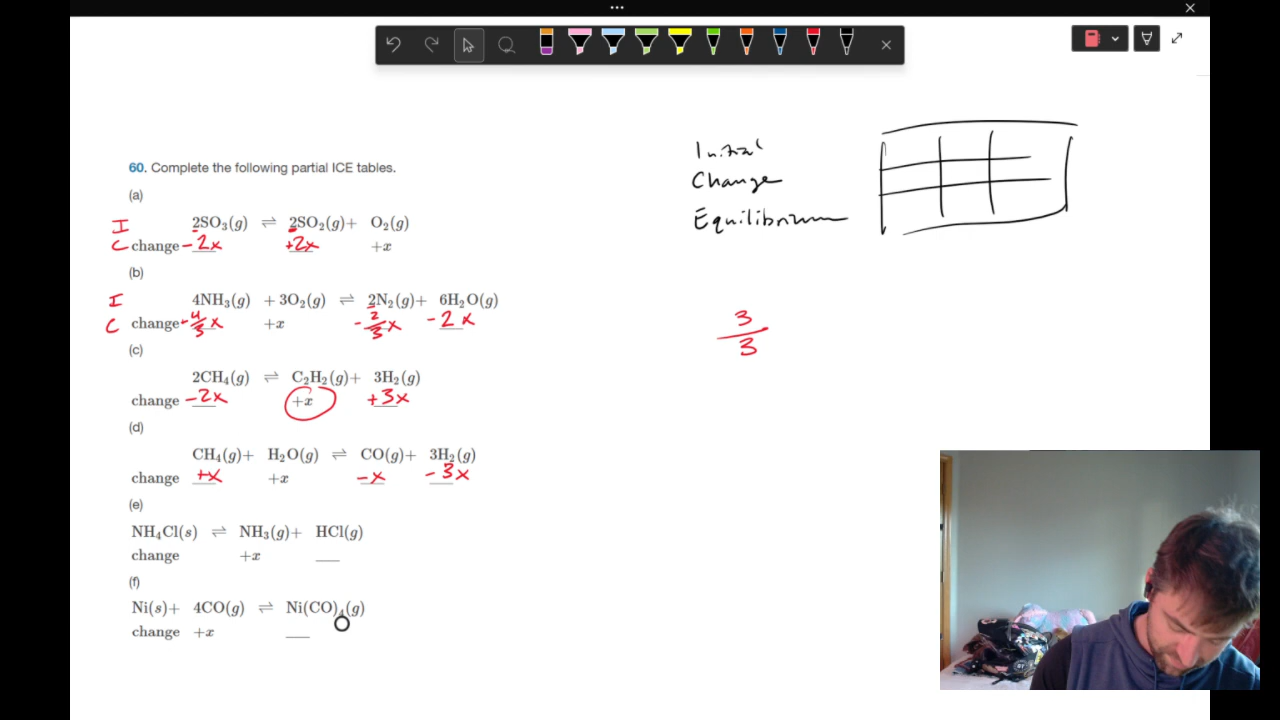 60. Complete the following partial ICE tables.
(a)
I 2SO₃(g) ⇌ 2SO₂(g)+ O₂(g)
C change -2x +2x +x
(b)
I 4NH₃(g) + 3O₂(g) ⇌ 2N₂(g)+ 6H₂O(g)
C change +4/3x +x -2/3x -2x
(c)
2CH₄(g) ⇌ C₂H₂(g)+ 3H₂(g)
change -2x +x +3x
(d)
CH₄(g)+ H₂O(g) ⇌ CO(g)+ 3H₂(g)
change +x +x -x -3x
(e)
NH₄Cl(s) ⇌ NH₃(g)+ HCl(g)
change +x __
(f)
Ni(s)+ 4CO(g) ⇌ Ni(CO)₄(g)
change +x __
Initial
Change
Equilibrium
3
3